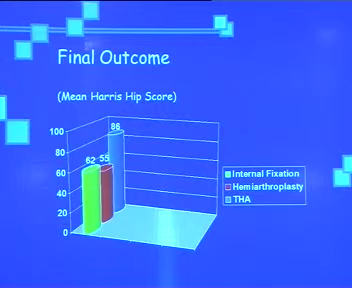 Final Outcome
(Mean Harris Hip Score)
100
80
60
40
20
0
62
55
86
Internal Fixation
Hemiarthroplasty
THA